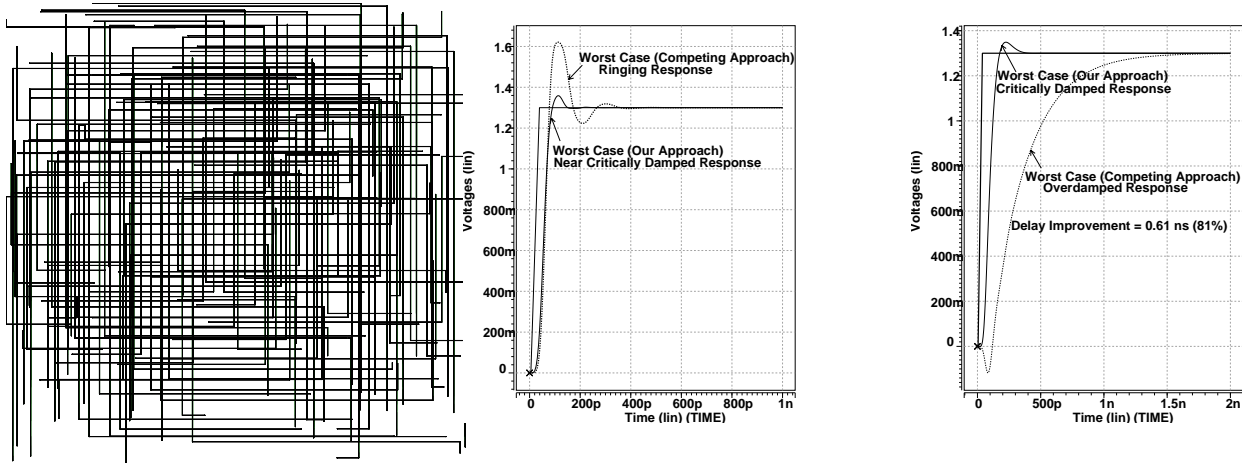 1.6
1.4
1.2
1
800m
600m
400m
200m
0
Voltages (lin)
Worst Case (Competing Approach)
Ringing Response
Worst Case (Our Approach)
Near Critically Damped Response
0
200p
400p
600p
800p
1n
Time (lin) (TIME)
1.4
1.2
1
800m
600m
400m
200m
0
Voltages (lin)
Worst Case (Our Approach)
Critically Damped Response
Worst Case (Competing Approach)
Overdamped Response
Delay Improvement = 0.61 ns (81%)
0
500p
1n
1.5n
2n
Time (lin) (TIME)